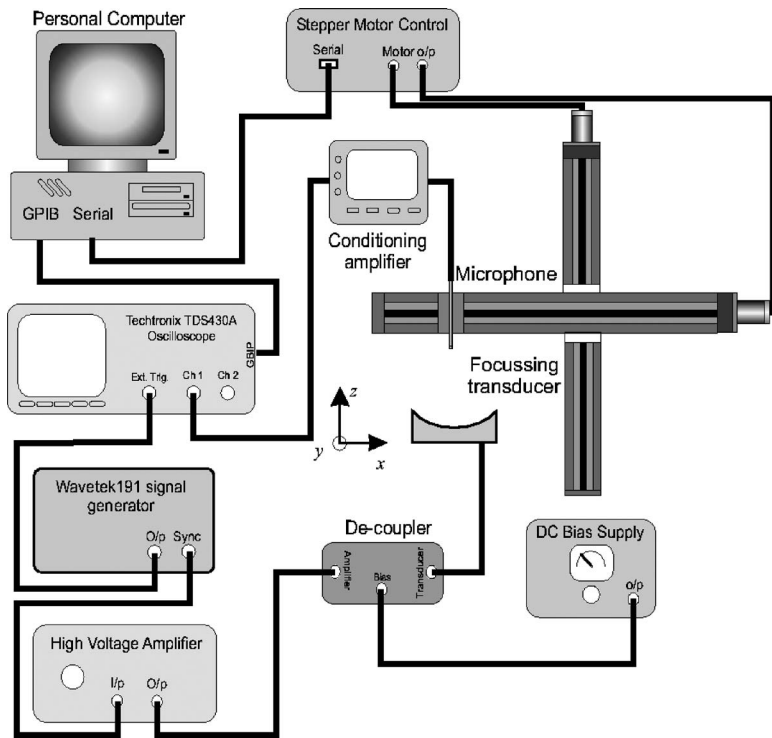 Personal Computer
Stepper Motor Control
Serial
Motor o/p
GPIB Serial
Conditioning
amplifier
Microphone
Techtronix TDS430A
Oscilloscope
GBIP
Ext. Trig.
Ch 1
Ch 2
Focussing
transducer
z
y
x
Wavetek191 signal
generator
O/p Sync
De-coupler
Amplifier
Bias
Transducer
DC Bias Supply
o/p
High Voltage Amplifier
I/p
O/p